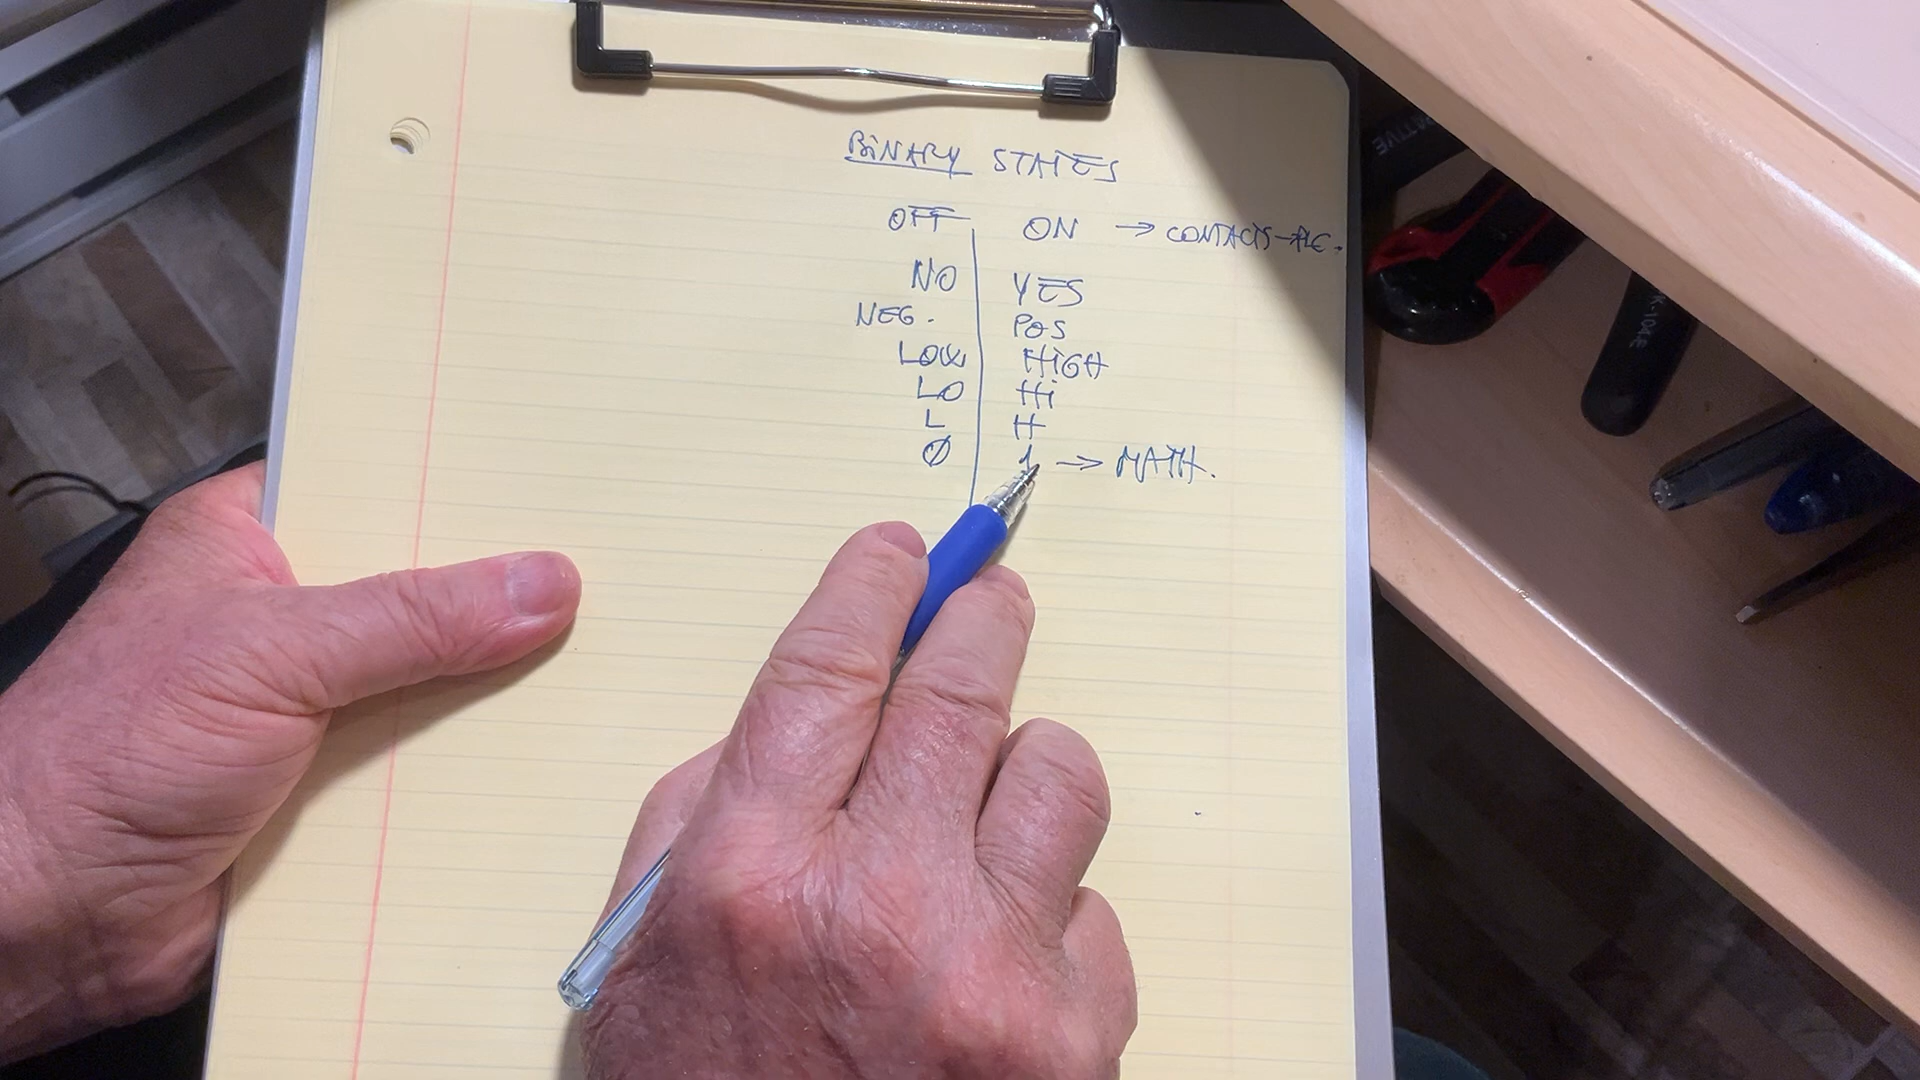 BiNARY STATES
OFF ON → CONTACTS-PLC.
NO YES
NEG. POS
LOW HiGH
LO Hi
L H
Ø 1 → MATH.